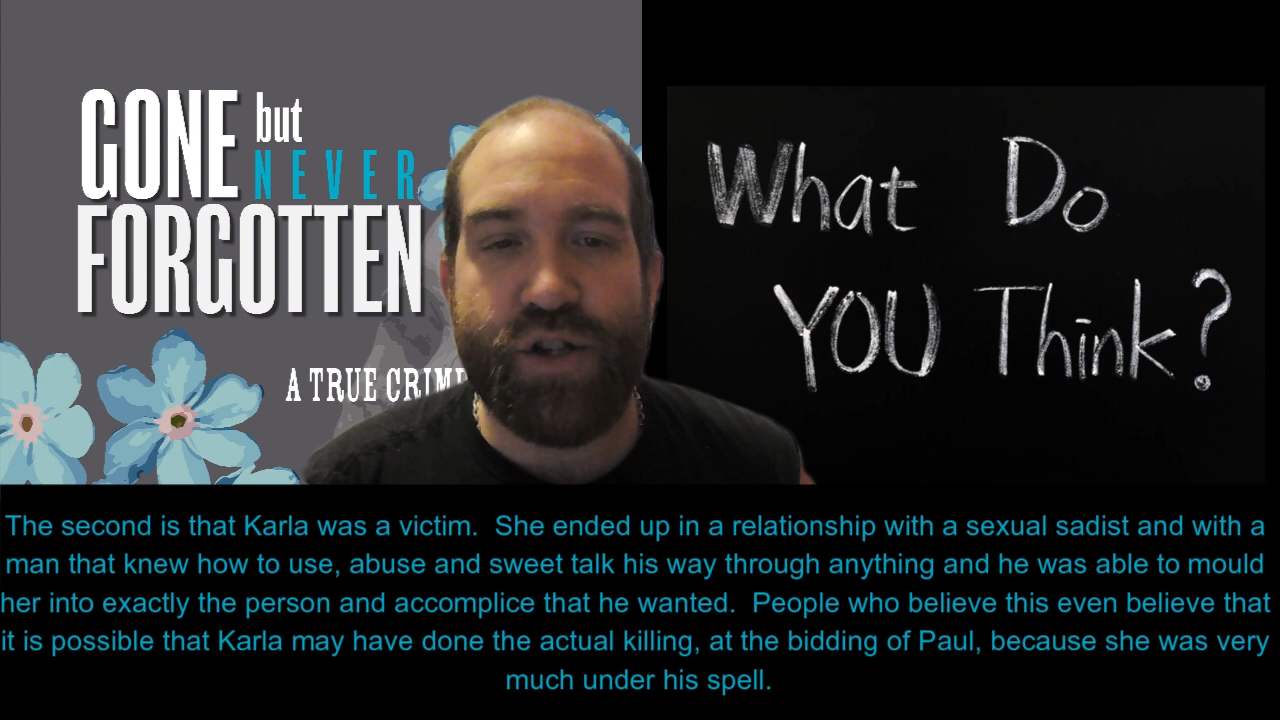 GONE but
NEVER
FORGOTTEN
A TRUE CRIM
What Do
YOU Think?
The second is that Karla was a victim.  She ended up in a relationship with a sexual sadist and with a
man that knew how to use, abuse and sweet talk his way through anything and he was able to mould
her into exactly the person and accomplice that he wanted.  People who believe this even believe that
it is possible that Karla may have done the actual killing, at the bidding of Paul, because she was very
much under his spell.